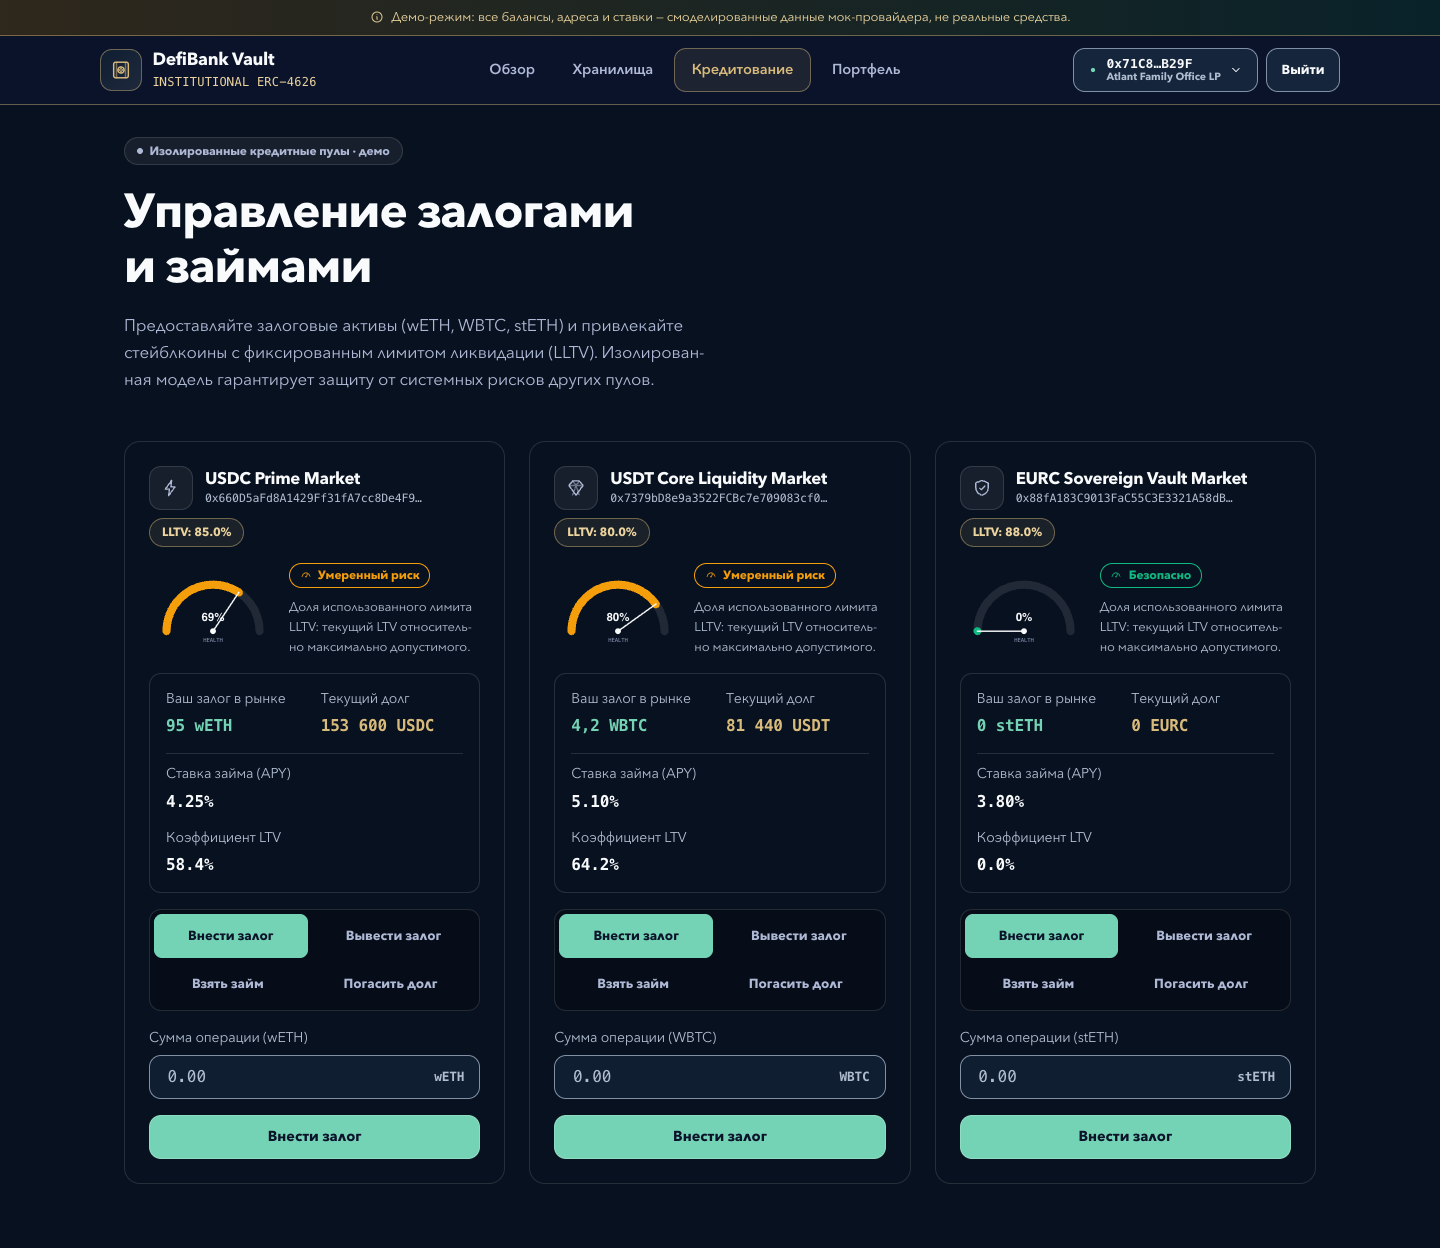 Демо-режим: все балансы, адреса и ставки — смоделированные данные мок-провайдера, не реальные средства.
DefiBank Vault
INSTITUTIONAL ERC-4626
Обзор
Хранилища
Кредитование
Портфель
0x71C8…B29F
Atlant Family Office LP
Выйти
Изолированные кредитные пулы · демо
Управление залогами
и займами
Предоставляйте залоговые активы (wETH, WBTC, stETH) и привлекайте
стейблкоины с фиксированным лимитом ликвидации (LLTV). Изолирован-
ная модель гарантирует защиту от системных рисков других пулов.
USDC Prime Market
0x660D5aFd8A1429Ff31fA7cc8De4F9…
LLTV: 85.0%
69%
HEALTH
Умеренный риск
Доля использованного лимита
LLTV: текущий LTV относитель-
но максимально допустимого.
Ваш залог в рынке
95 wETH
Текущий долг
153 600 USDC
Ставка займа (APY)
4.25%
Коэффициент LTV
58.4%
Внести залог
Вывести залог
Взять займ
Погасить долг
Сумма операции (wETH)
0.00
wETH
Внести залог
USDT Core Liquidity Market
0x7379bD8e9a3522FCBc7e709083cf0…
LLTV: 80.0%
80%
HEALTH
Умеренный риск
Доля использованного лимита
LLTV: текущий LTV относитель-
но максимально допустимого.
Ваш залог в рынке
4,2 WBTC
Текущий долг
81 440 USDT
Ставка займа (APY)
5.10%
Коэффициент LTV
64.2%
Внести залог
Вывести залог
Взять займ
Погасить долг
Сумма операции (WBTC)
0.00
WBTC
Внести залог
EURC Sovereign Vault Market
0x88fA183C9013FaC55C3E3321A58dB…
LLTV: 88.0%
0%
HEALTH
Безопасно
Доля использованного лимита
LLTV: текущий LTV относитель-
но максимально допустимого.
Ваш залог в рынке
0 stETH
Текущий долг
0 EURC
Ставка займа (APY)
3.80%
Коэффициент LTV
0.0%
Внести залог
Вывести залог
Взять займ
Погасить долг
Сумма операции (stETH)
0.00
stETH
Внести залог